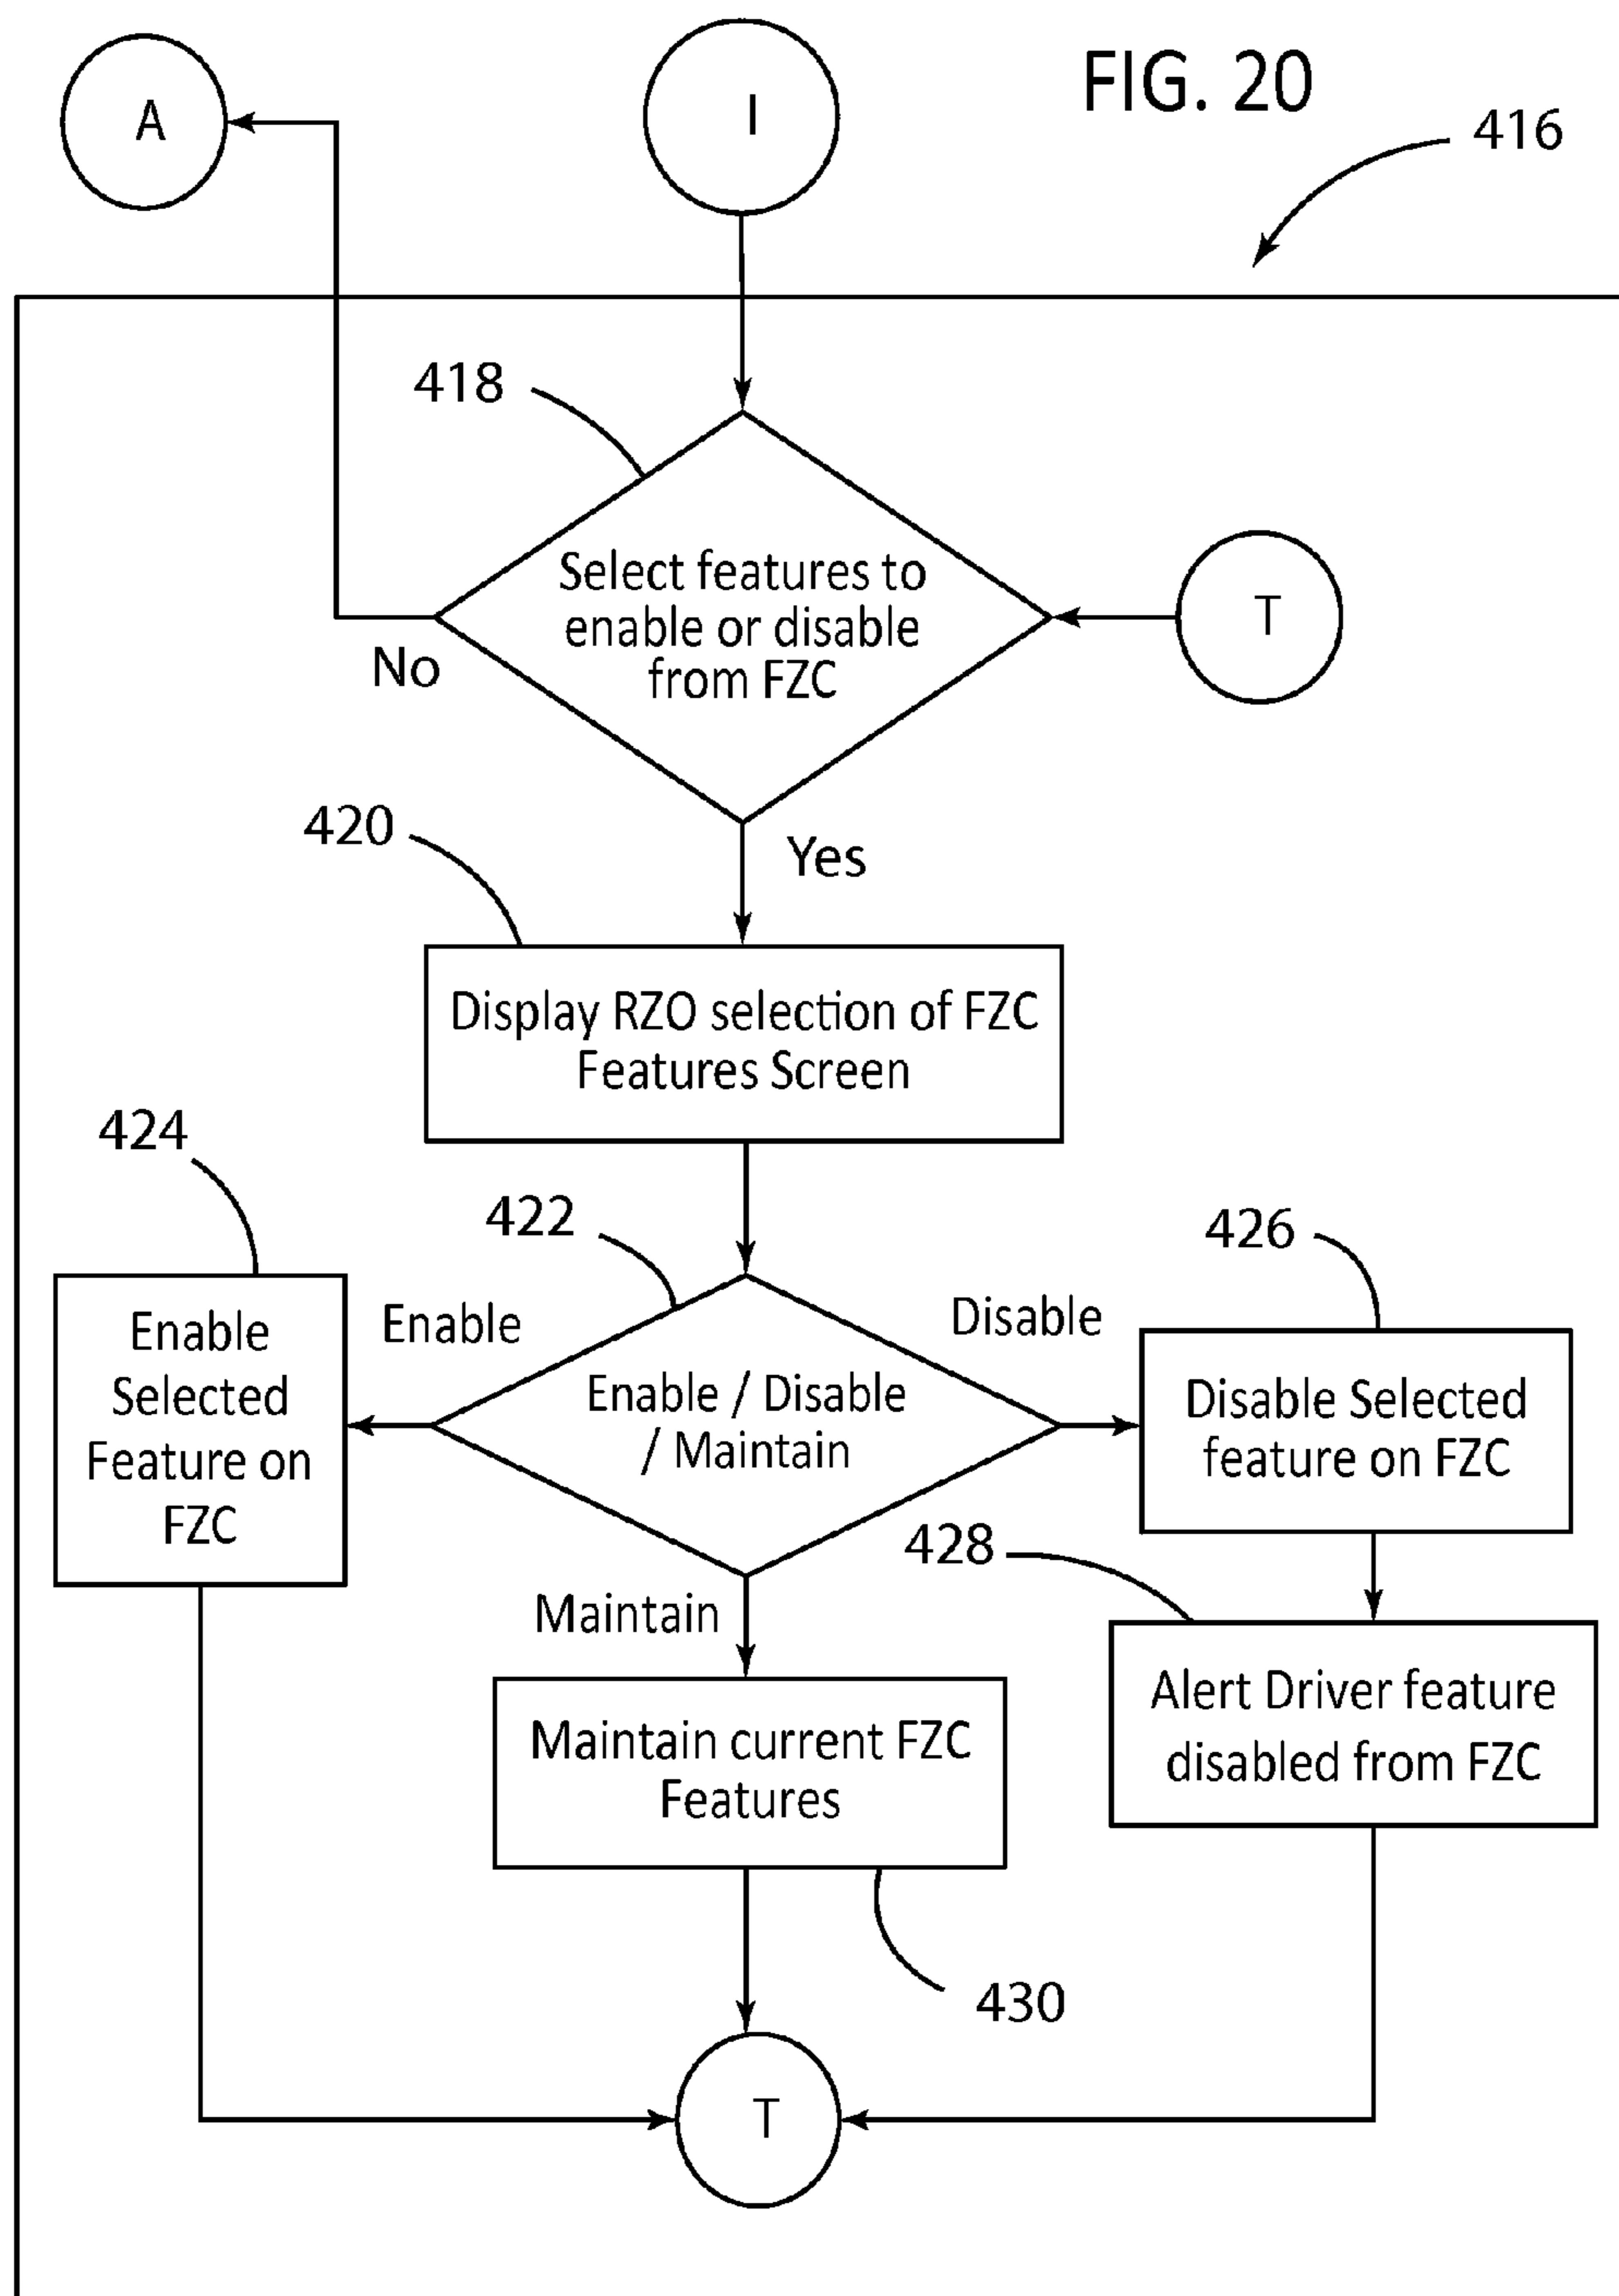 FIG. 20
A
I
416
418
Select features to
enable or disable
from FZC
T
No
Yes
420
Display RZO selection of FZC
Features Screen
424
422
426
Enable
Selected
Feature on
FZC
Enable
Enable / Disable
/ Maintain
Disable
Disable Selected
feature on FZC
428
Maintain
Maintain current FZC
Features
Alert Driver feature
disabled from FZC
430
T